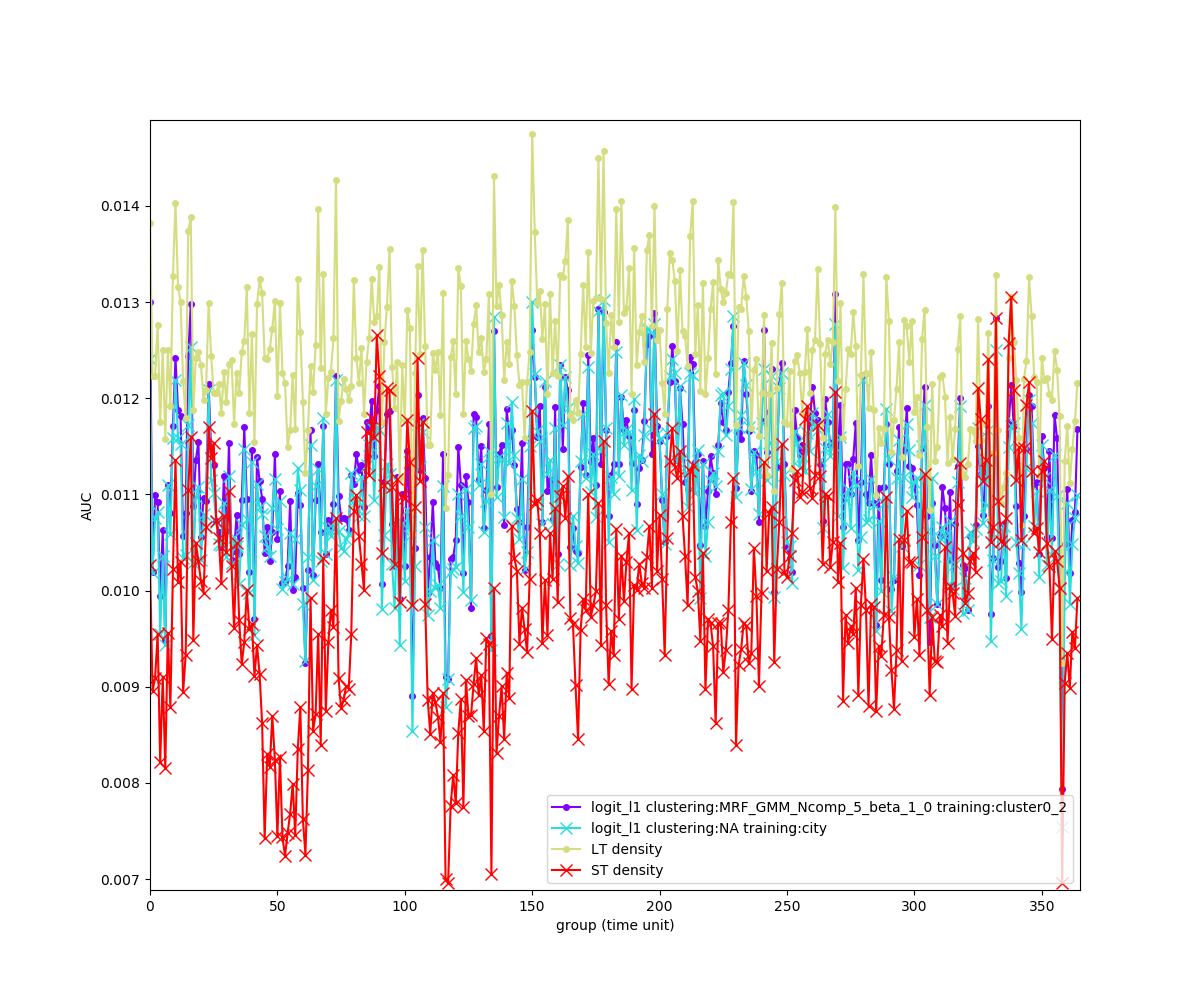 0.014
0.013
0.012
0.011
0.010
0.009
0.008
0.007
AUC
logit_l1 clustering:MRF_GMM_Ncomp_5_beta_1_0 training:cluster0_2
logit_l1 clustering:NA training:city
LT density
ST density
0 50 100 150 200 250 300 350
group (time unit)